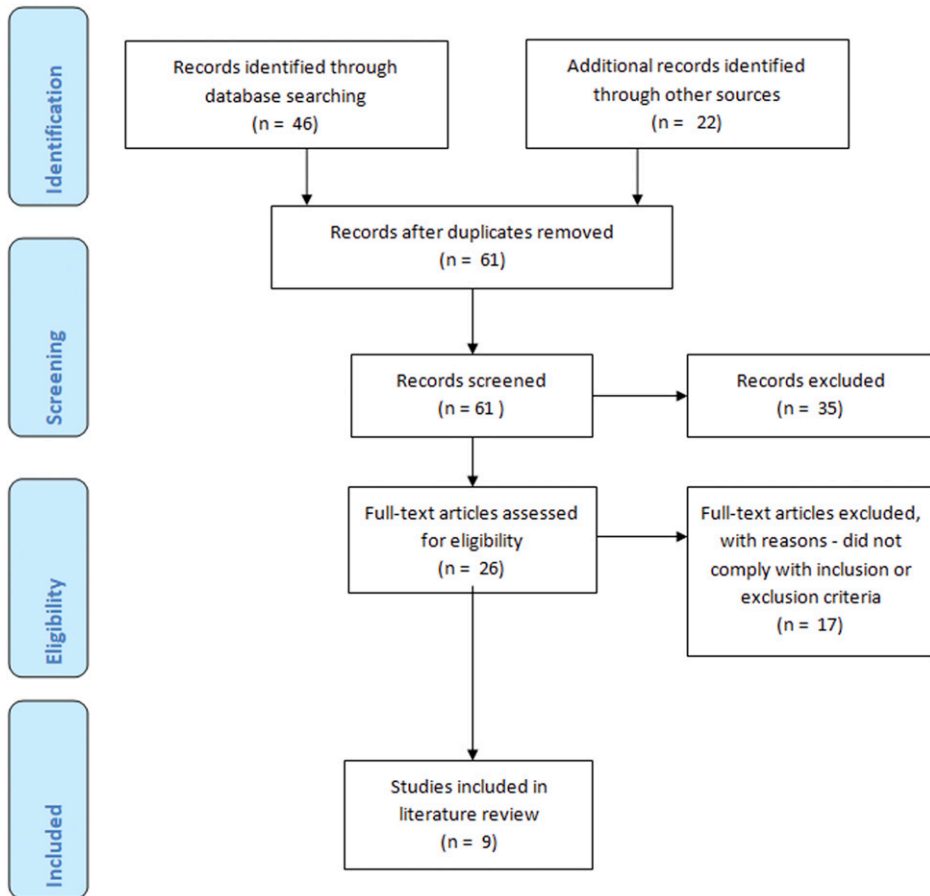 Identification
Records identified through
database searching
(n = 46)
Additional records identified
through other sources
(n = 22)
Records after duplicates removed
(n = 61)
Screening
Records screened
(n = 61 )
Records excluded
(n = 35)
Eligibility
Full-text articles assessed
for eligibility
(n = 26)
Full-text articles excluded,
with reasons - did not
comply with inclusion or
exclusion criteria
(n = 17)
Included
Studies included in
literature review
(n = 9)